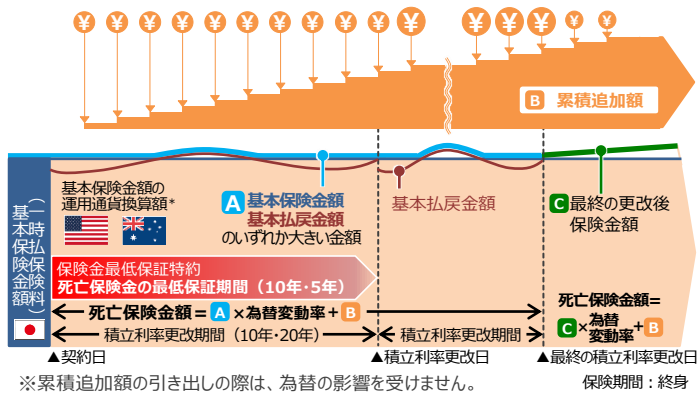 ¥ ¥ ¥ ¥ ¥ ¥ ¥ ¥ ¥ ¥ ¥ ¥ ¥ ¥ ¥ ¥
B 累積追加額
基本保険金額
（一時払保険料）
基本保険金額の
運用通貨換算額*
A 基本保険金額
基本払戻金額
のいずれか大きい金額
基本払戻金額
C 最終の更改後
保険金額
保険金最低保証特約
死亡保険金の最低保証期間（10年・5年）
死亡保険金額＝ A ×為替変動率＋ B
積立利率更改期間（10年・20年）
積立利率更改期間
死亡保険金額＝
C ×為替変動率＋ B
▲契約日
▲積立利率更改日
▲最終の積立利率更改日
※累積追加額の引き出しの際は、為替の影響を受けません。
保険期間：終身